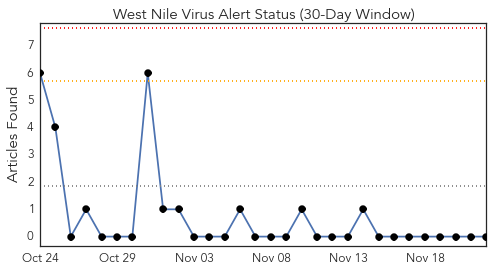 West Nile Virus Alert Status (30-Day Window)
Articles Found
7
6
5
4
3
2
1
0
Oct 24 Oct 29 Nov 03 Nov 08 Nov 13 Nov 18